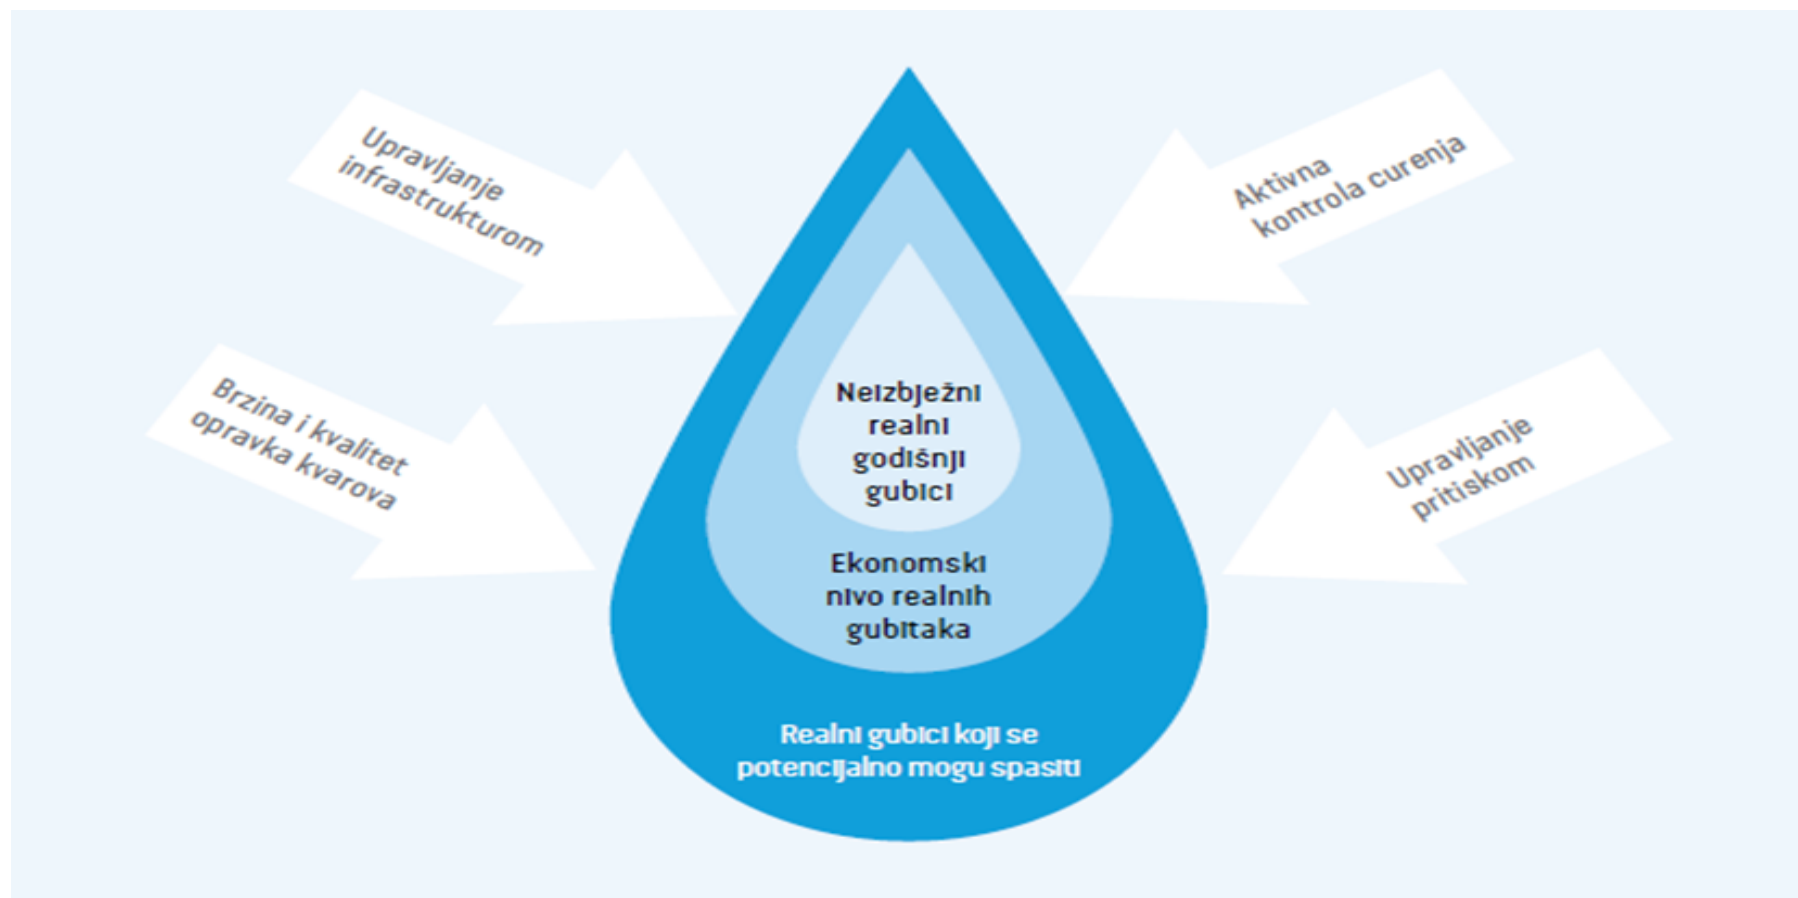 Upravljanje
infrastrukturom
Aktivna
kontrola curenja
Brzina i kvalitet
opravka kvarova
Upravljanje
pritiskom
Neizbježni
realni
godišnji
gubici
Ekonomski
nivo realnih
gubitaka
Realni gubici koji se
potencijalno mogu spasiti